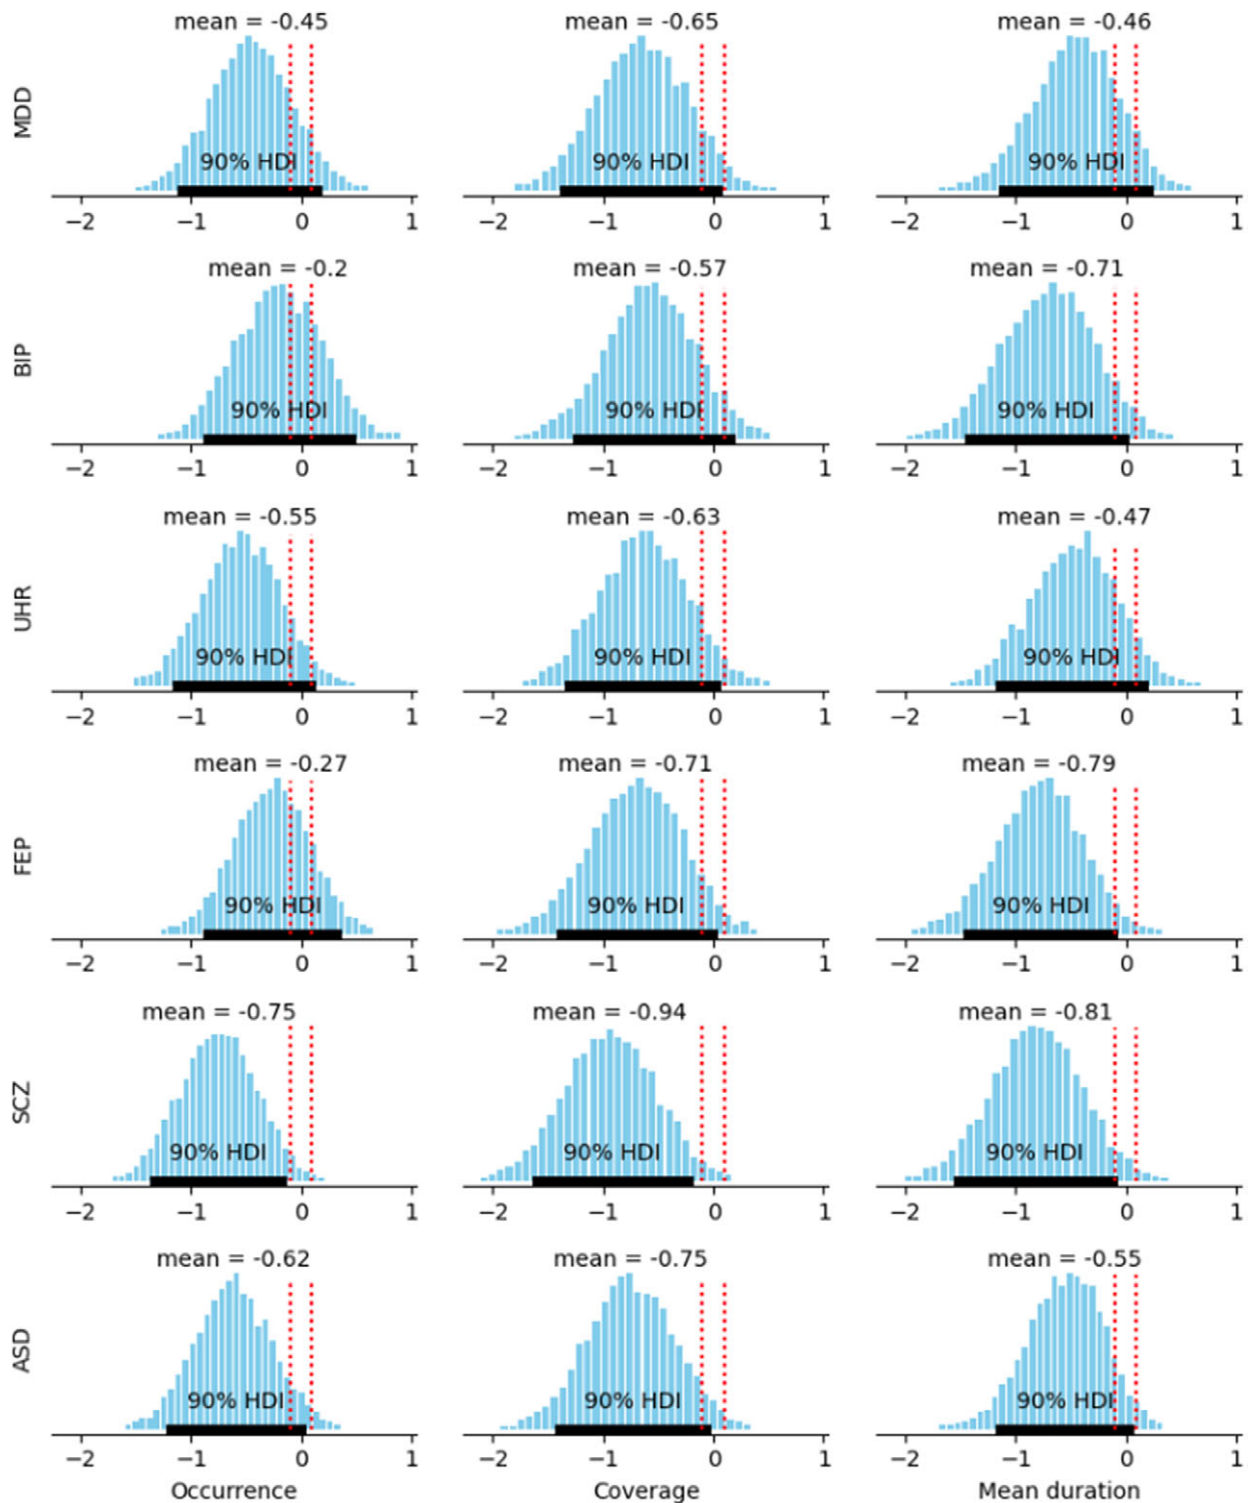 mean = -0.45 mean = -0.65 mean = -0.46
MDD
90% HDI 90% HDI 90% HDI
−2 −1 0 1 −2 −1 0 1 −2 −1 0 1
mean = -0.2 mean = -0.57 mean = -0.71
BIP
90% HDI 90% HDI 90% HDI
−2 −1 0 1 −2 −1 0 1 −2 −1 0 1
mean = -0.55 mean = -0.63 mean = -0.47
UHR
90% HDI 90% HDI 90% HDI
−2 −1 0 1 −2 −1 0 1 −2 −1 0 1
mean = -0.27 mean = -0.71 mean = -0.79
FEP
90% HDI 90% HDI 90% HDI
−2 −1 0 1 −2 −1 0 1 −2 −1 0 1
mean = -0.75 mean = -0.94 mean = -0.81
SCZ
90% HDI 90% HDI 90% HDI
−2 −1 0 1 −2 −1 0 1 −2 −1 0 1
mean = -0.62 mean = -0.75 mean = -0.55
ASD
90% HDI 90% HDI 90% HDI
−2 −1 0 1 −2 −1 0 1 −2 −1 0 1
Occurrence Coverage Mean duration